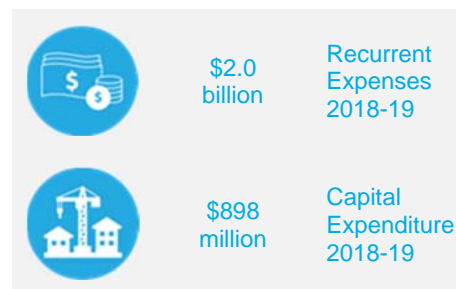 $
$
$2.0
billion
Recurrent
Expenses
2018-19
$898
million
Capital
Expenditure
2018-19